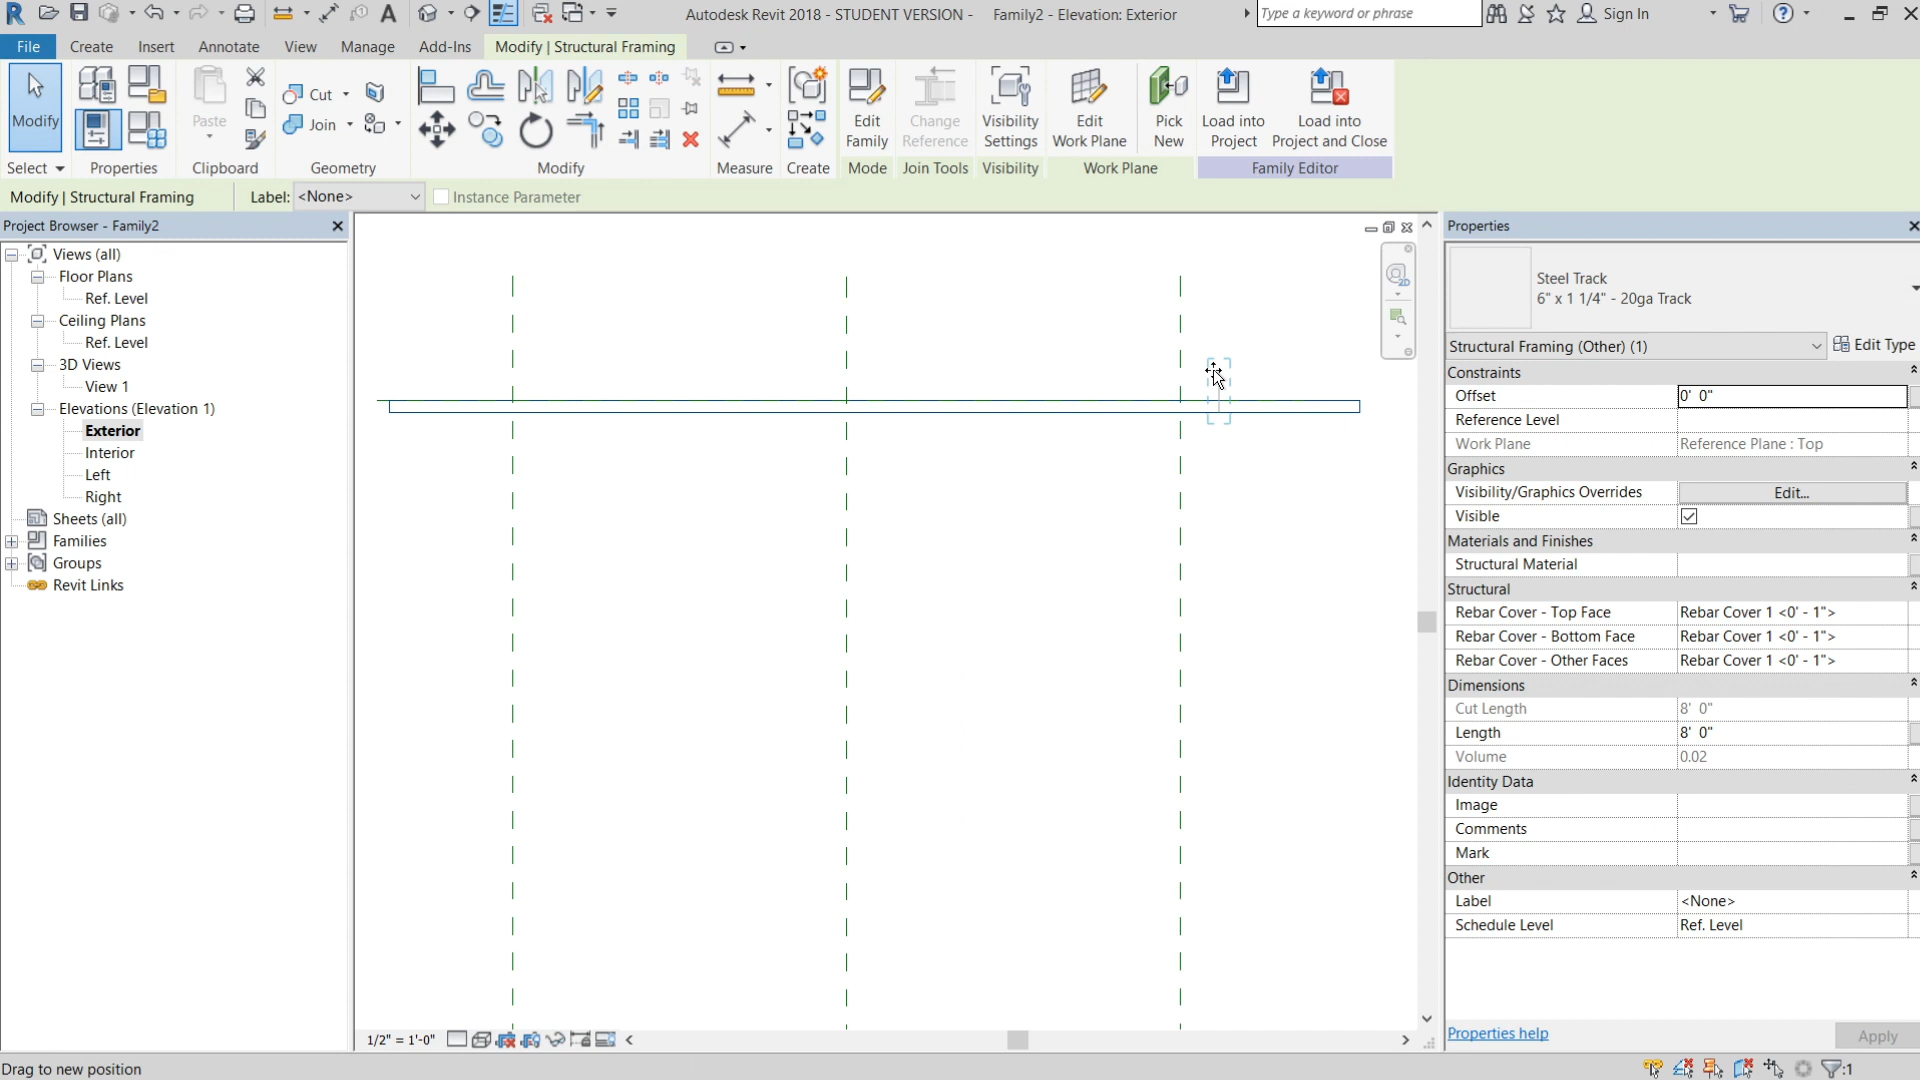 Autodesk Revit 2018 - STUDENT VERSION - Family2 - Elevation: Exterior
Type a keyword or phrase
Sign In
File Create Insert Annotate View Manage Add-Ins Modify | Structural Framing
Modify
Select
Properties
Paste
Clipboard
Cut
Join
Geometry
Modify
Measure
Create
Edit Family
Mode
Change Reference
Join Tools
Visibility Settings
Visibility
Edit Work Plane
Pick New
Work Plane
Load into Project
Load into Project and Close
Family Editor
Modify | Structural Framing Label: <None> Instance Parameter
Project Browser - Family2
Views (all)
Floor Plans
Ref. Level
Ceiling Plans
Ref. Level
3D Views
View 1
Elevations (Elevation 1)
Exterior
Interior
Left
Right
Sheets (all)
Families
Groups
Revit Links
2D
1/2" = 1'-0"
Properties
Steel Track
6" x 1 1/4" - 20ga Track
Structural Framing (Other) (1) Edit Type
Constraints
Offset 0' 0"
Reference Level
Work Plane Reference Plane : Top
Graphics
Visibility/Graphics Overrides Edit...
Visible
Materials and Finishes
Structural Material
Structural
Rebar Cover - Top Face Rebar Cover 1 <0' - 1">
Rebar Cover - Bottom Face Rebar Cover 1 <0' - 1">
Rebar Cover - Other Faces Rebar Cover 1 <0' - 1">
Dimensions
Cut Length 8' 0"
Length 8' 0"
Volume 0.02
Identity Data
Image
Comments
Mark
Other
Label <None>
Schedule Level Ref. Level
Properties help Apply
Drag to new position
:1